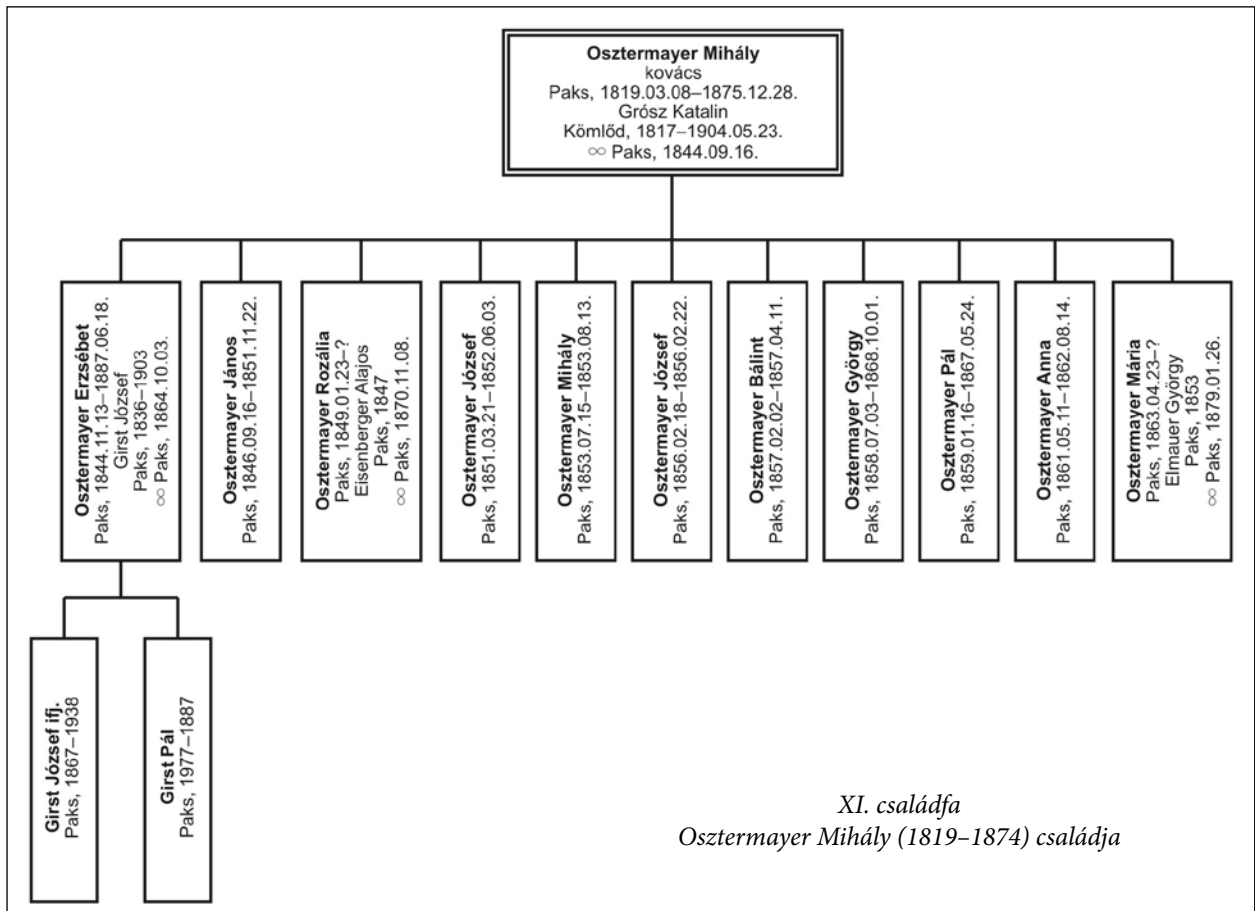 Osztermayer Mihály
kovács
Paks, 1819.03.08–1875.12.28.
Grósz Katalin
Kömlőd, 1817–1904.05.23.
∞ Paks, 1844.09.16.
Osztermayer Erzsébet
Paks, 1844.11.13–1887.06.18.
Girst József
Paks, 1836–1903
∞ Paks, 1864.10.03.
Osztermayer János
Paks, 1846.09.16–1851.11.22.
Osztermayer Rozália
Paks, 1849.01.23–?
Eisenberger Alajos
Paks, 1847
∞ Paks, 1870.11.08.
Osztermayer József
Paks, 1851.03.21–1852.06.03.
Osztermayer Mihály
Paks, 1853.07.15–1853.08.13.
Osztermayer József
Paks, 1856.02.18–1856.02.22.
Osztermayer Bálint
Paks, 1857.02.02–1857.04.11.
Osztermayer György
Paks, 1858.07.03–1868.10.01.
Osztermayer Pál
Paks, 1859.01.16–1867.05.24.
Osztermayer Anna
Paks, 1861.05.11–1862.08.14.
Osztermayer Mária
Paks, 1863.04.23–?
Elmauer György
Paks, 1853
∞ Paks, 1879.01.26.
Girst József ifj.
Paks, 1867–1938
Girst Pál
Paks, 1977–1887
XI. családfa
Osztermayer Mihály (1819–1874) családja